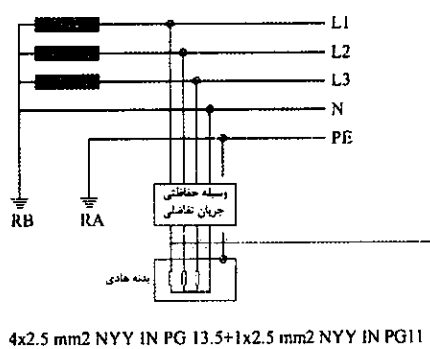 L1
L2
L3
N
PE
RB
RA
وسیله حفاظتی
جریان تفاضلی
بدنه هادی
4x2.5 mm2 NYY IN PG 13.5+1x2.5 mm2 NYY IN PG11